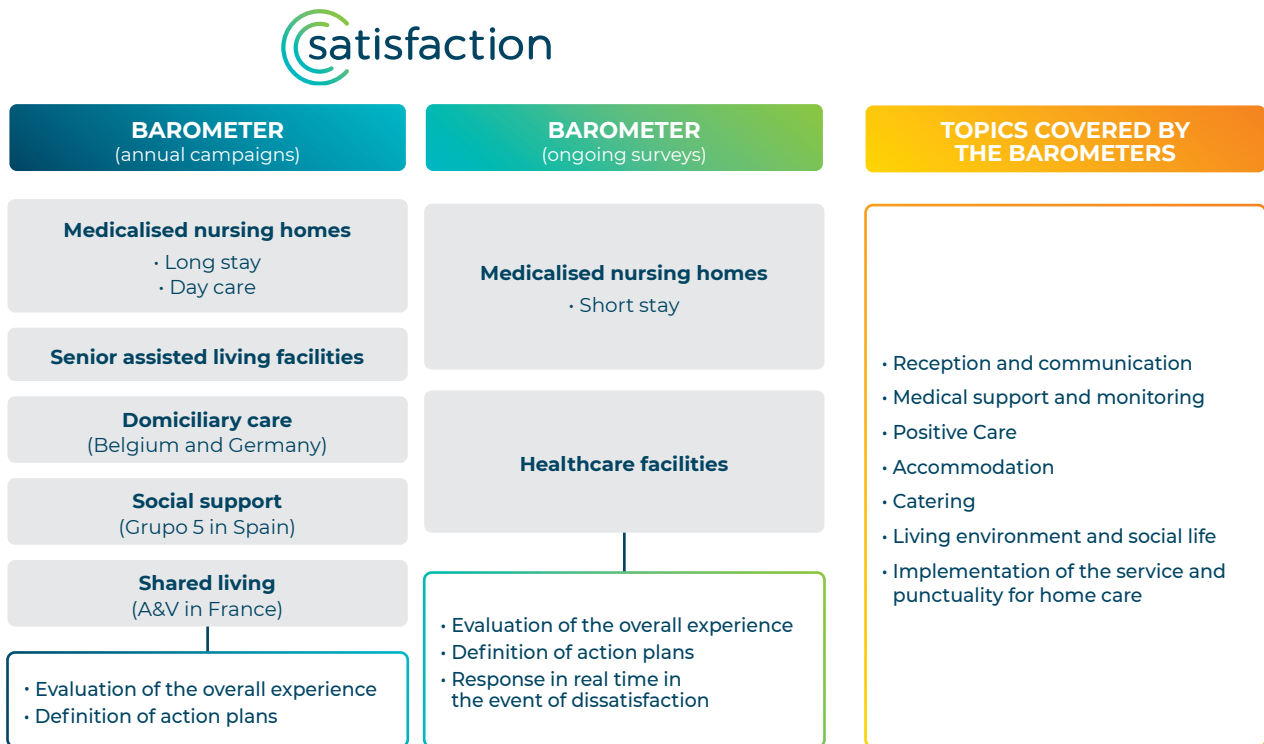 satisfaction
BAROMETER
(annual campaigns)
Medicalised nursing homes
· Long stay
· Day care
Senior assisted living facilities
Domiciliary care
(Belgium and Germany)
Social support
(Grupo 5 in Spain)
Shared living
(A&V in France)
· Evaluation of the overall experience
· Definition of action plans
BAROMETER
(ongoing surveys)
Medicalised nursing homes
· Short stay
Healthcare facilities
· Evaluation of the overall experience
· Definition of action plans
· Response in real time in
the event of dissatisfaction
TOPICS COVERED BY
THE BAROMETERS
· Reception and communication
· Medical support and monitoring
· Positive Care
· Accommodation
· Catering
· Living environment and social life
· Implementation of the service and
punctuality for home care